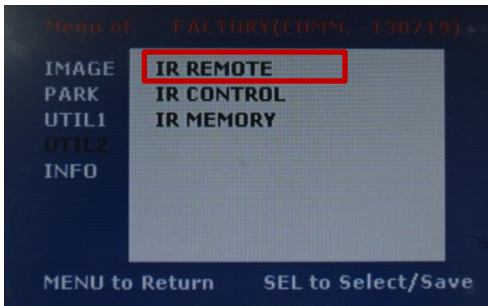 Menu of FACTORY(COMM. -130719)
IMAGE
IR REMOTE
PARK
IR CONTROL
UTIL1
IR MEMORY
UTIL2
INFO
MENU to Return SEL to Select/Save